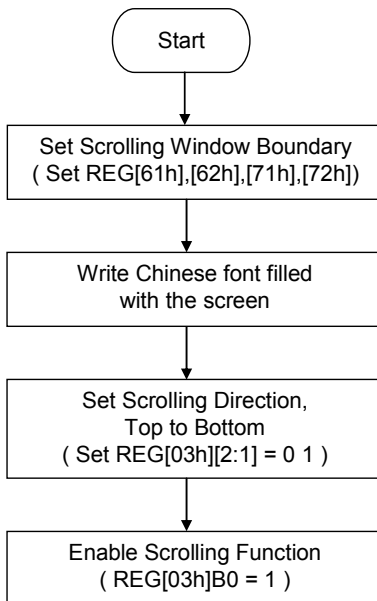 Start
Set Scrolling Window Boundary
( Set REG[61h],[62h],[71h],[72h])
Write Chinese font filled
with the screen
Set Scrolling Direction,
Top to Bottom
( Set REG[03h][2:1] = 0 1 )
Enable Scrolling Function
( REG[03h]B0 = 1 )